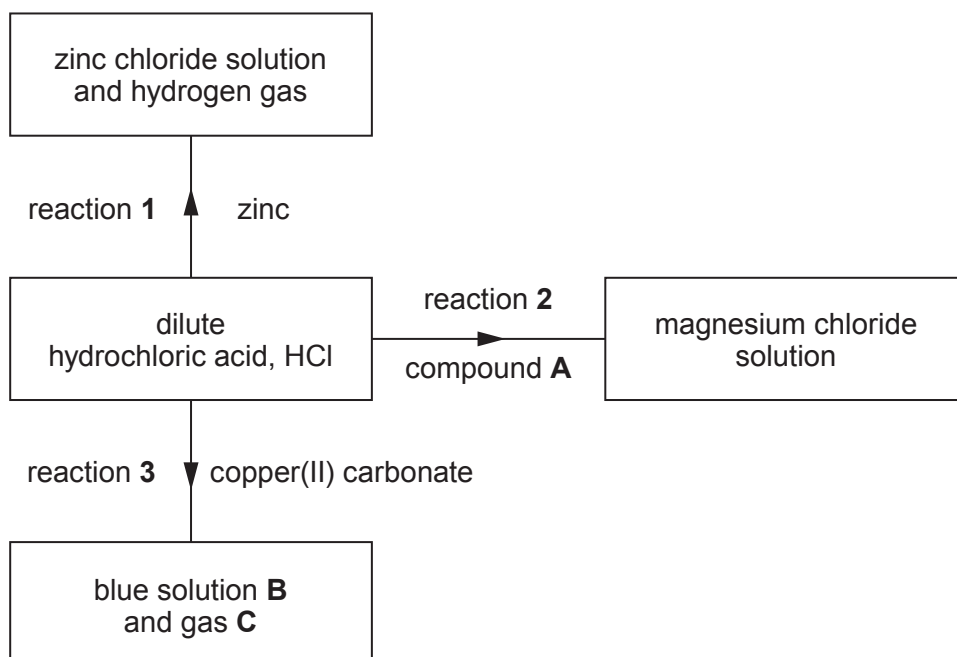 zinc chloride solution
and hydrogen gas
reaction 1 zinc
dilute
hydrochloric acid, HCl
reaction 2
compound A
magnesium chloride
solution
reaction 3 copper(II) carbonate
blue solution B
and gas C